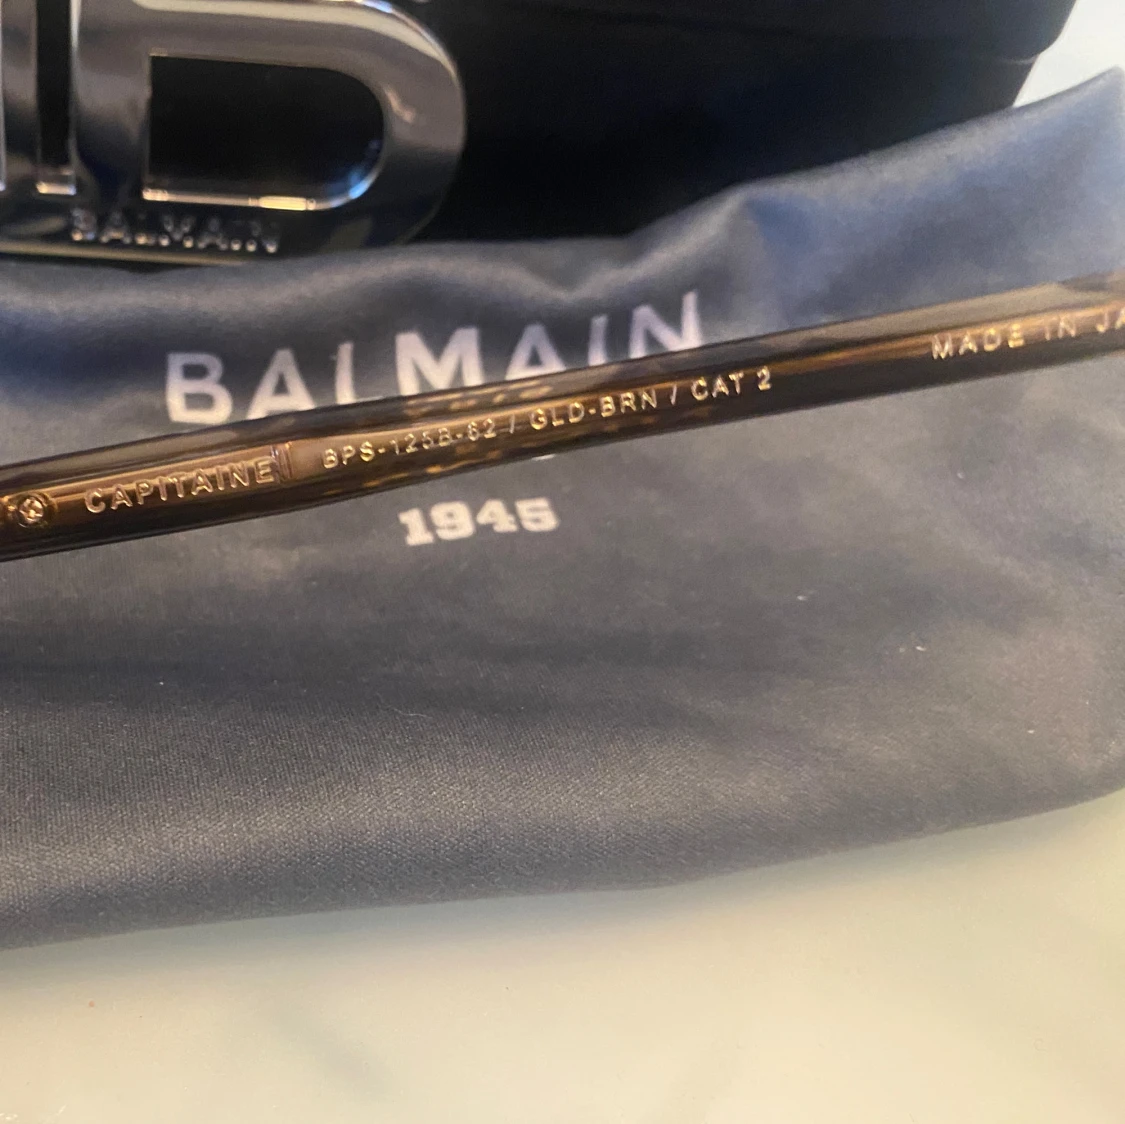 B
BALMAIN
BALMAIN
MADE IN JA
CAPITAINE BPS-125B-62 / GLD-BRN / CAT 2
1945